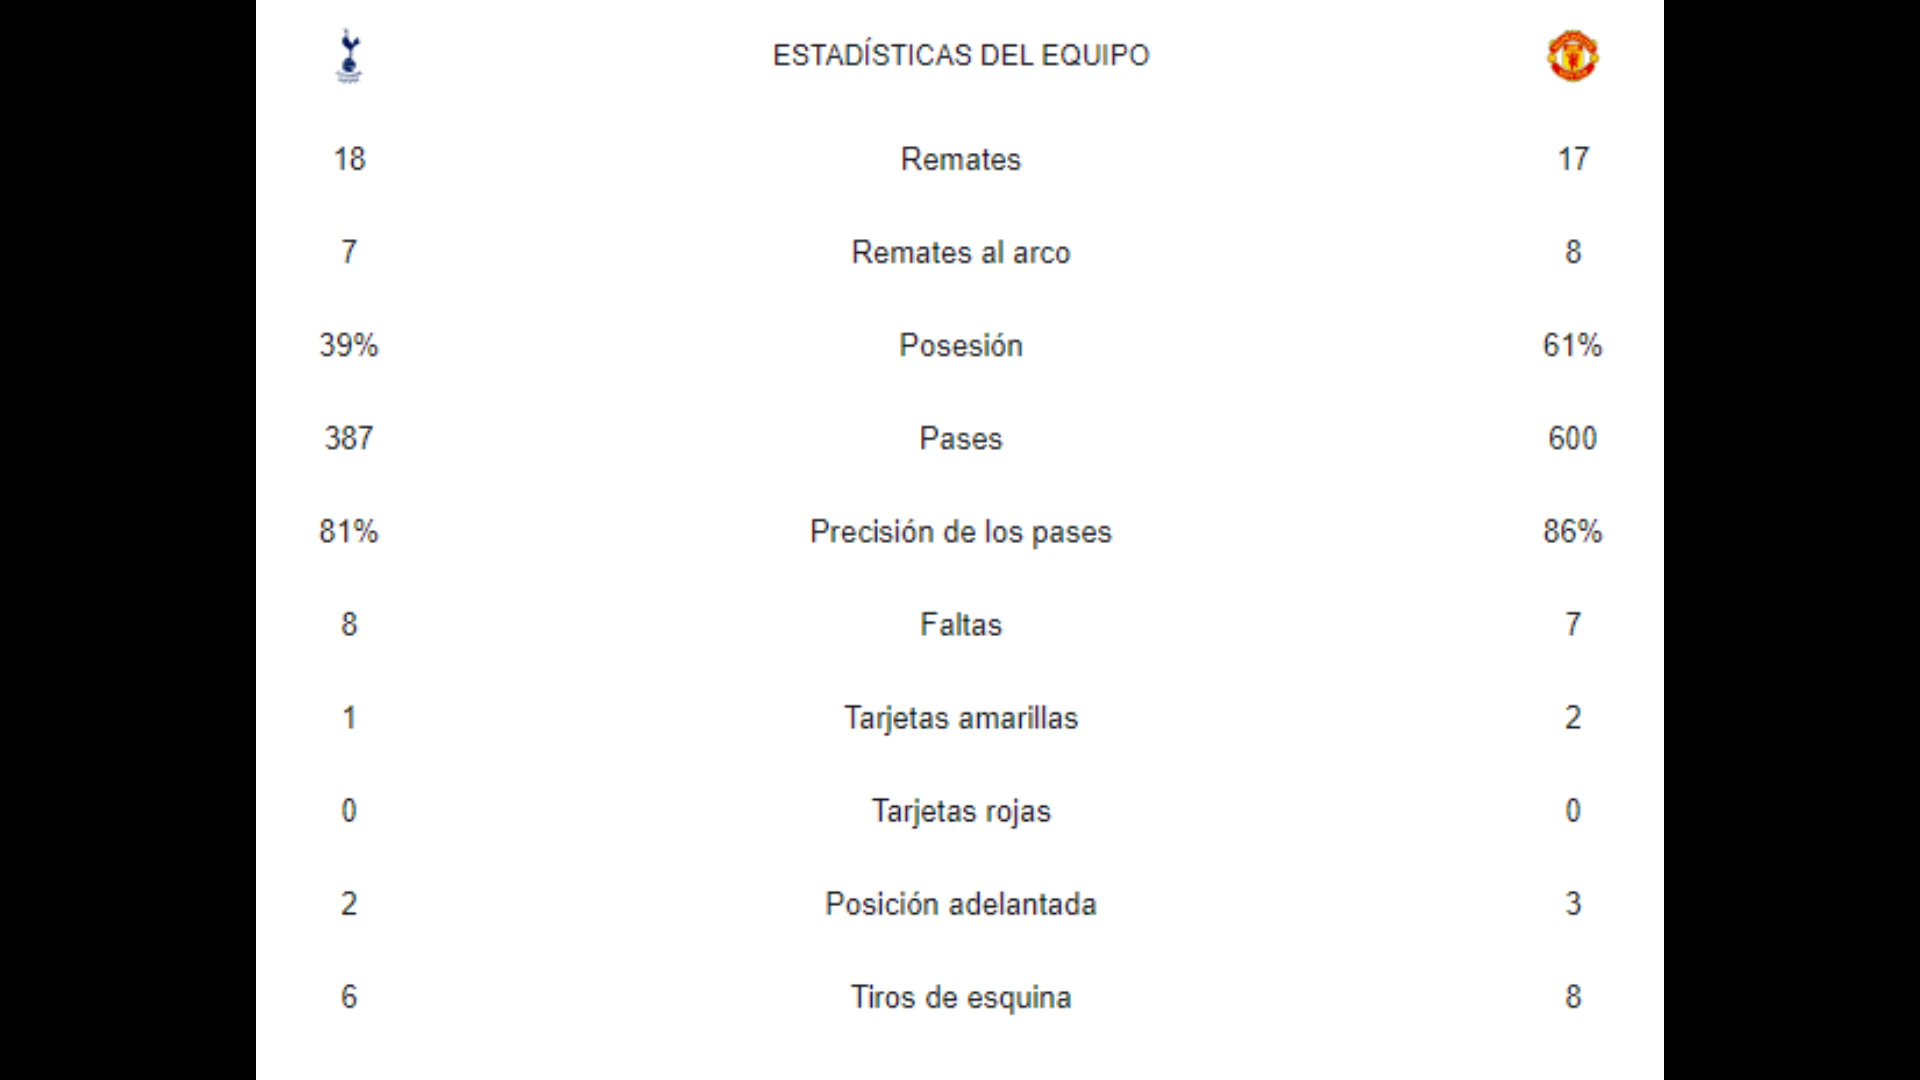 ESTADÍSTICAS DEL EQUIPO
18 Remates 17
7 Remates al arco 8
39% Posesión 61%
387 Pases 600
81% Precisión de los pases 86%
8 Faltas 7
1 Tarjetas amarillas 2
0 Tarjetas rojas 0
2 Posición adelantada 3
6 Tiros de esquina 8